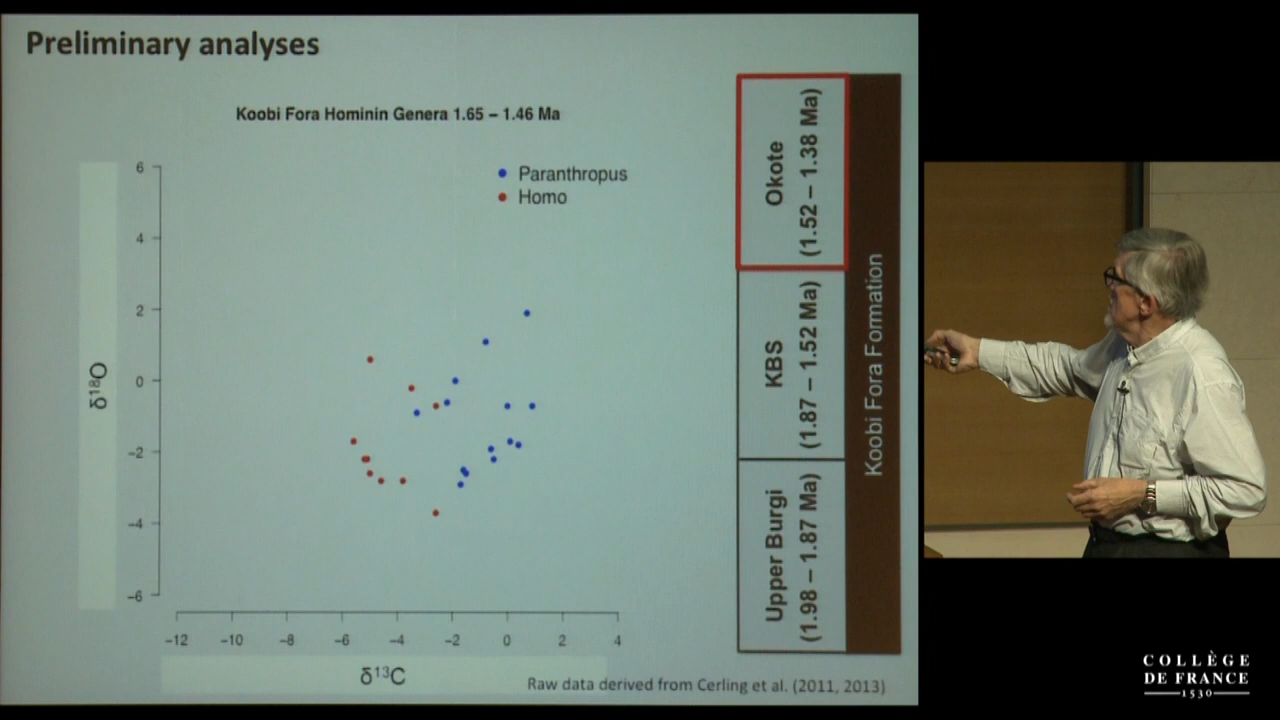 Preliminary analyses
Koobi Fora Hominin Genera 1.65 – 1.46 Ma
Paranthropus
Homo
δ¹⁸O
6
4
2
0
−2
−4
−6
−12
−10
−8
−6
−4
−2
0
2
4
δ¹³C
Raw data derived from Cerling et al. (2011, 2013)
Okote
(1.52 – 1.38 Ma)
KBS
(1.87 – 1.52 Ma)
Upper Burgi
(1.98 – 1.87 Ma)
Koobi Fora Formation
COLLÈGE
DE FRANCE
1530